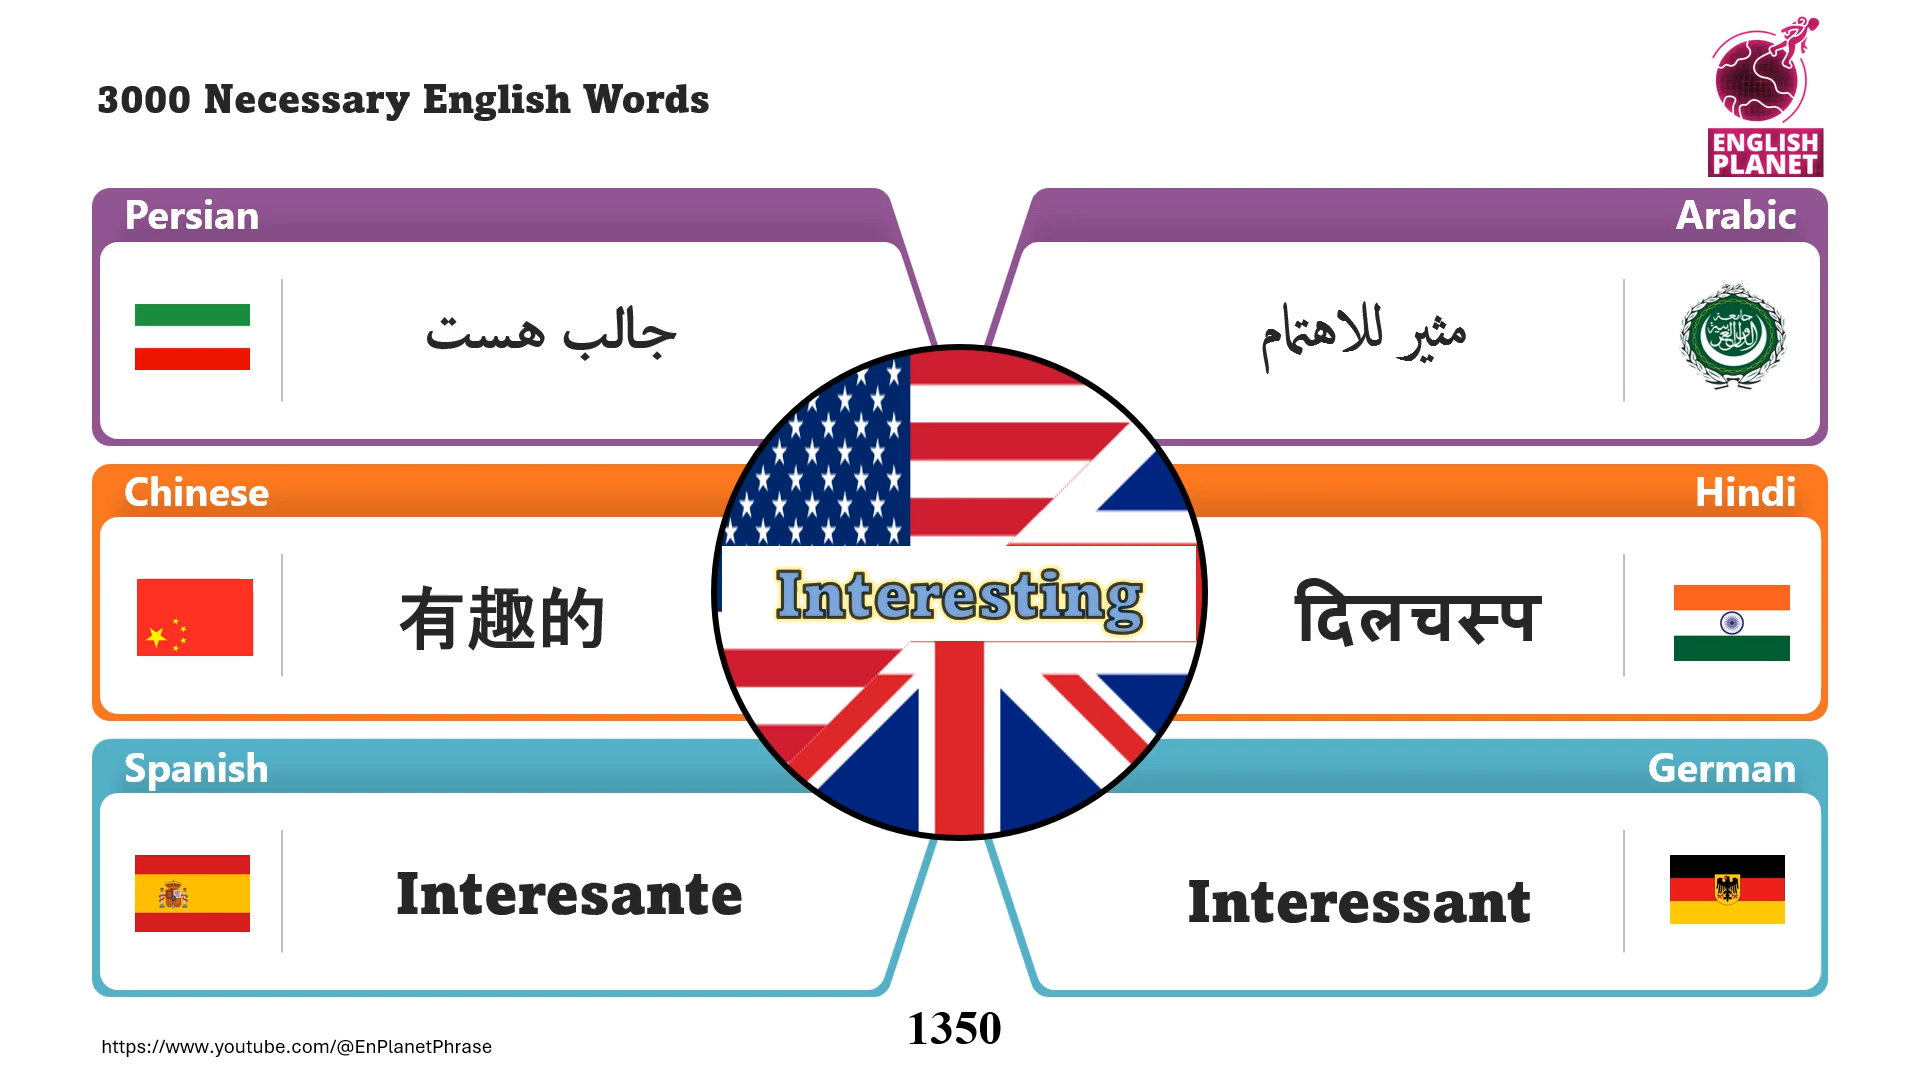 3000 Necessary English Words
ENGLISH
PLANET
Persian
جالب هست
Arabic
مثير للاهتمام
Chinese
有趣的
Hindi
दिलचस्प
Interesting
Spanish
Interesante
German
Interessant
1350
https://www.youtube.com/@EnPlanetPhrase